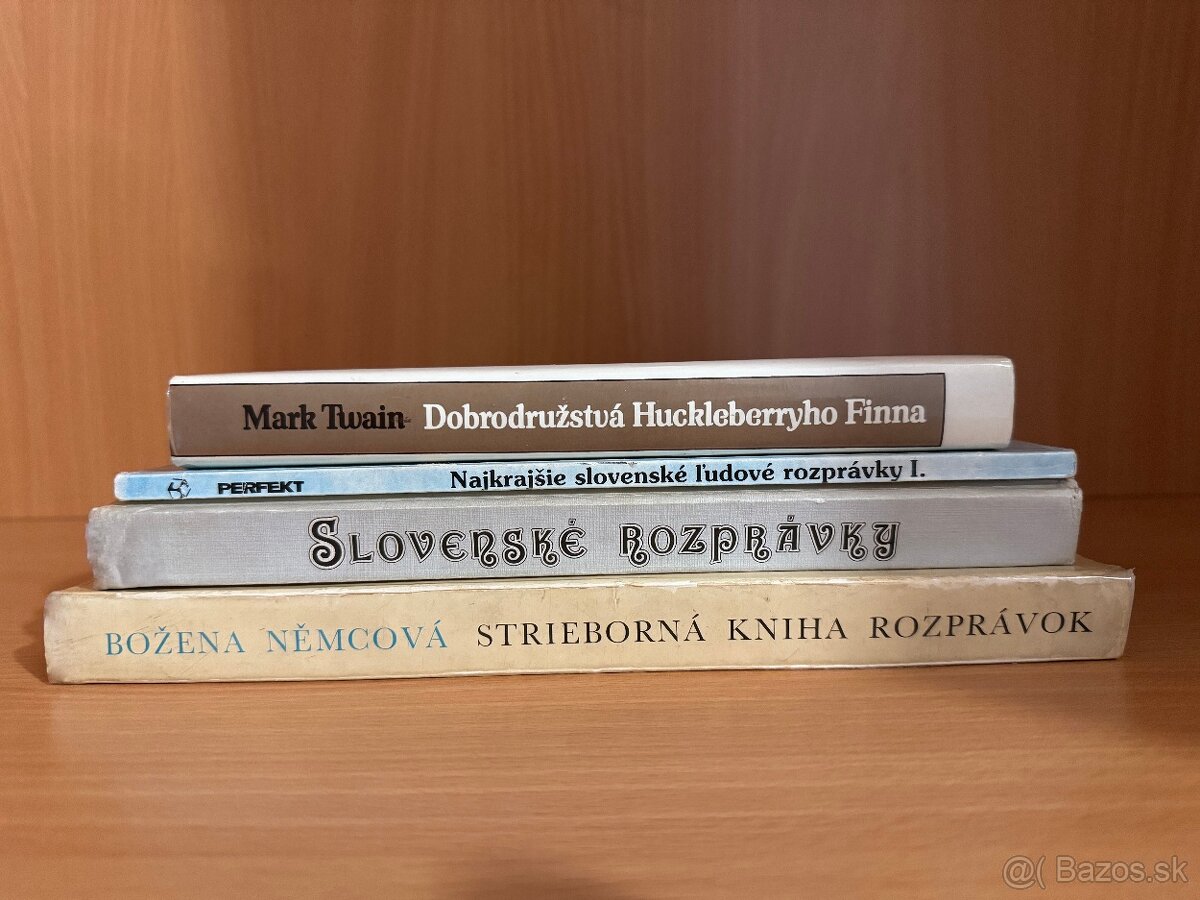 Mark Twain Dobrodružstvá Huckleberryho Finna
PERFEKT Najkrajšie slovenské ľudové rozprávky I.
SLOVENSKÉ ROZPRÁVKY
BOŽENA NĚMCOVÁ STRIEBORNÁ KNIHA ROZPRÁVOK
@( Bazos.sk